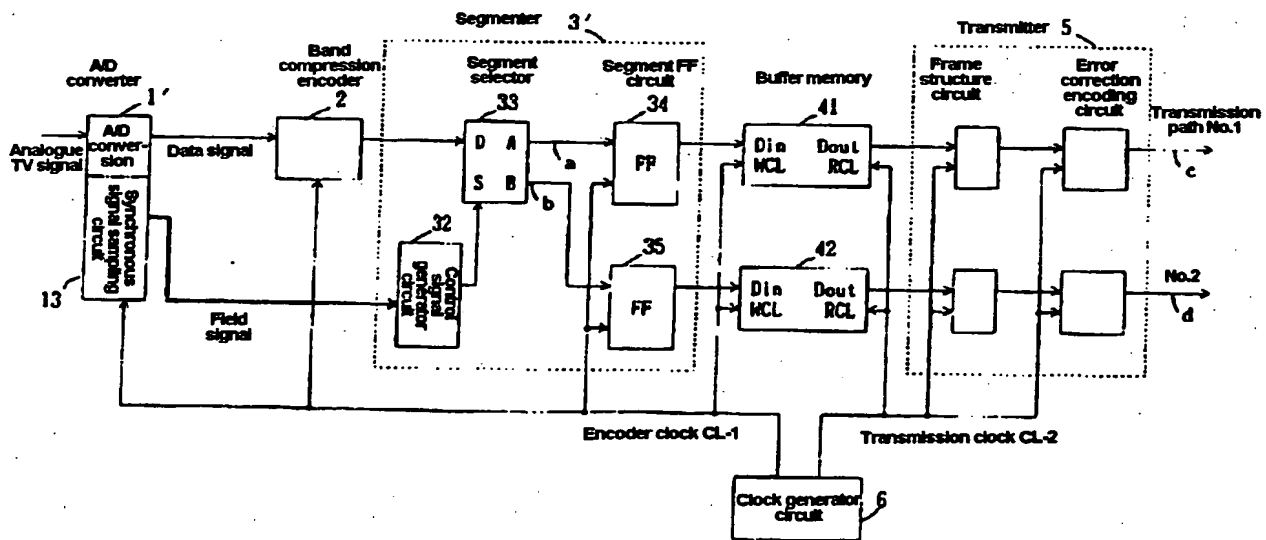 Segmenter 3'
Transmitter 5
A/D
converter
1'
Band
compression
encoder
2
Segment
selector
33
Segment FF
circuit
34
Buffer memory
41
Frame
structure
circuit
Error
correction
encoding
circuit
Transmission
path No.1
Analogue
TV signal
A/D
conver-
sion
Data signal
D A
S B
a
b
FF
Din Dout
WCL RCL
c
Synchronous
signal sampling
circuit
13
Field
signal
32
Control
signal
generator
circuit
35
FF
42
Din Dout
WCL RCL
No.2
d
Encoder clock CL-1
Transmission clock CL-2
Clock generator
circuit
6